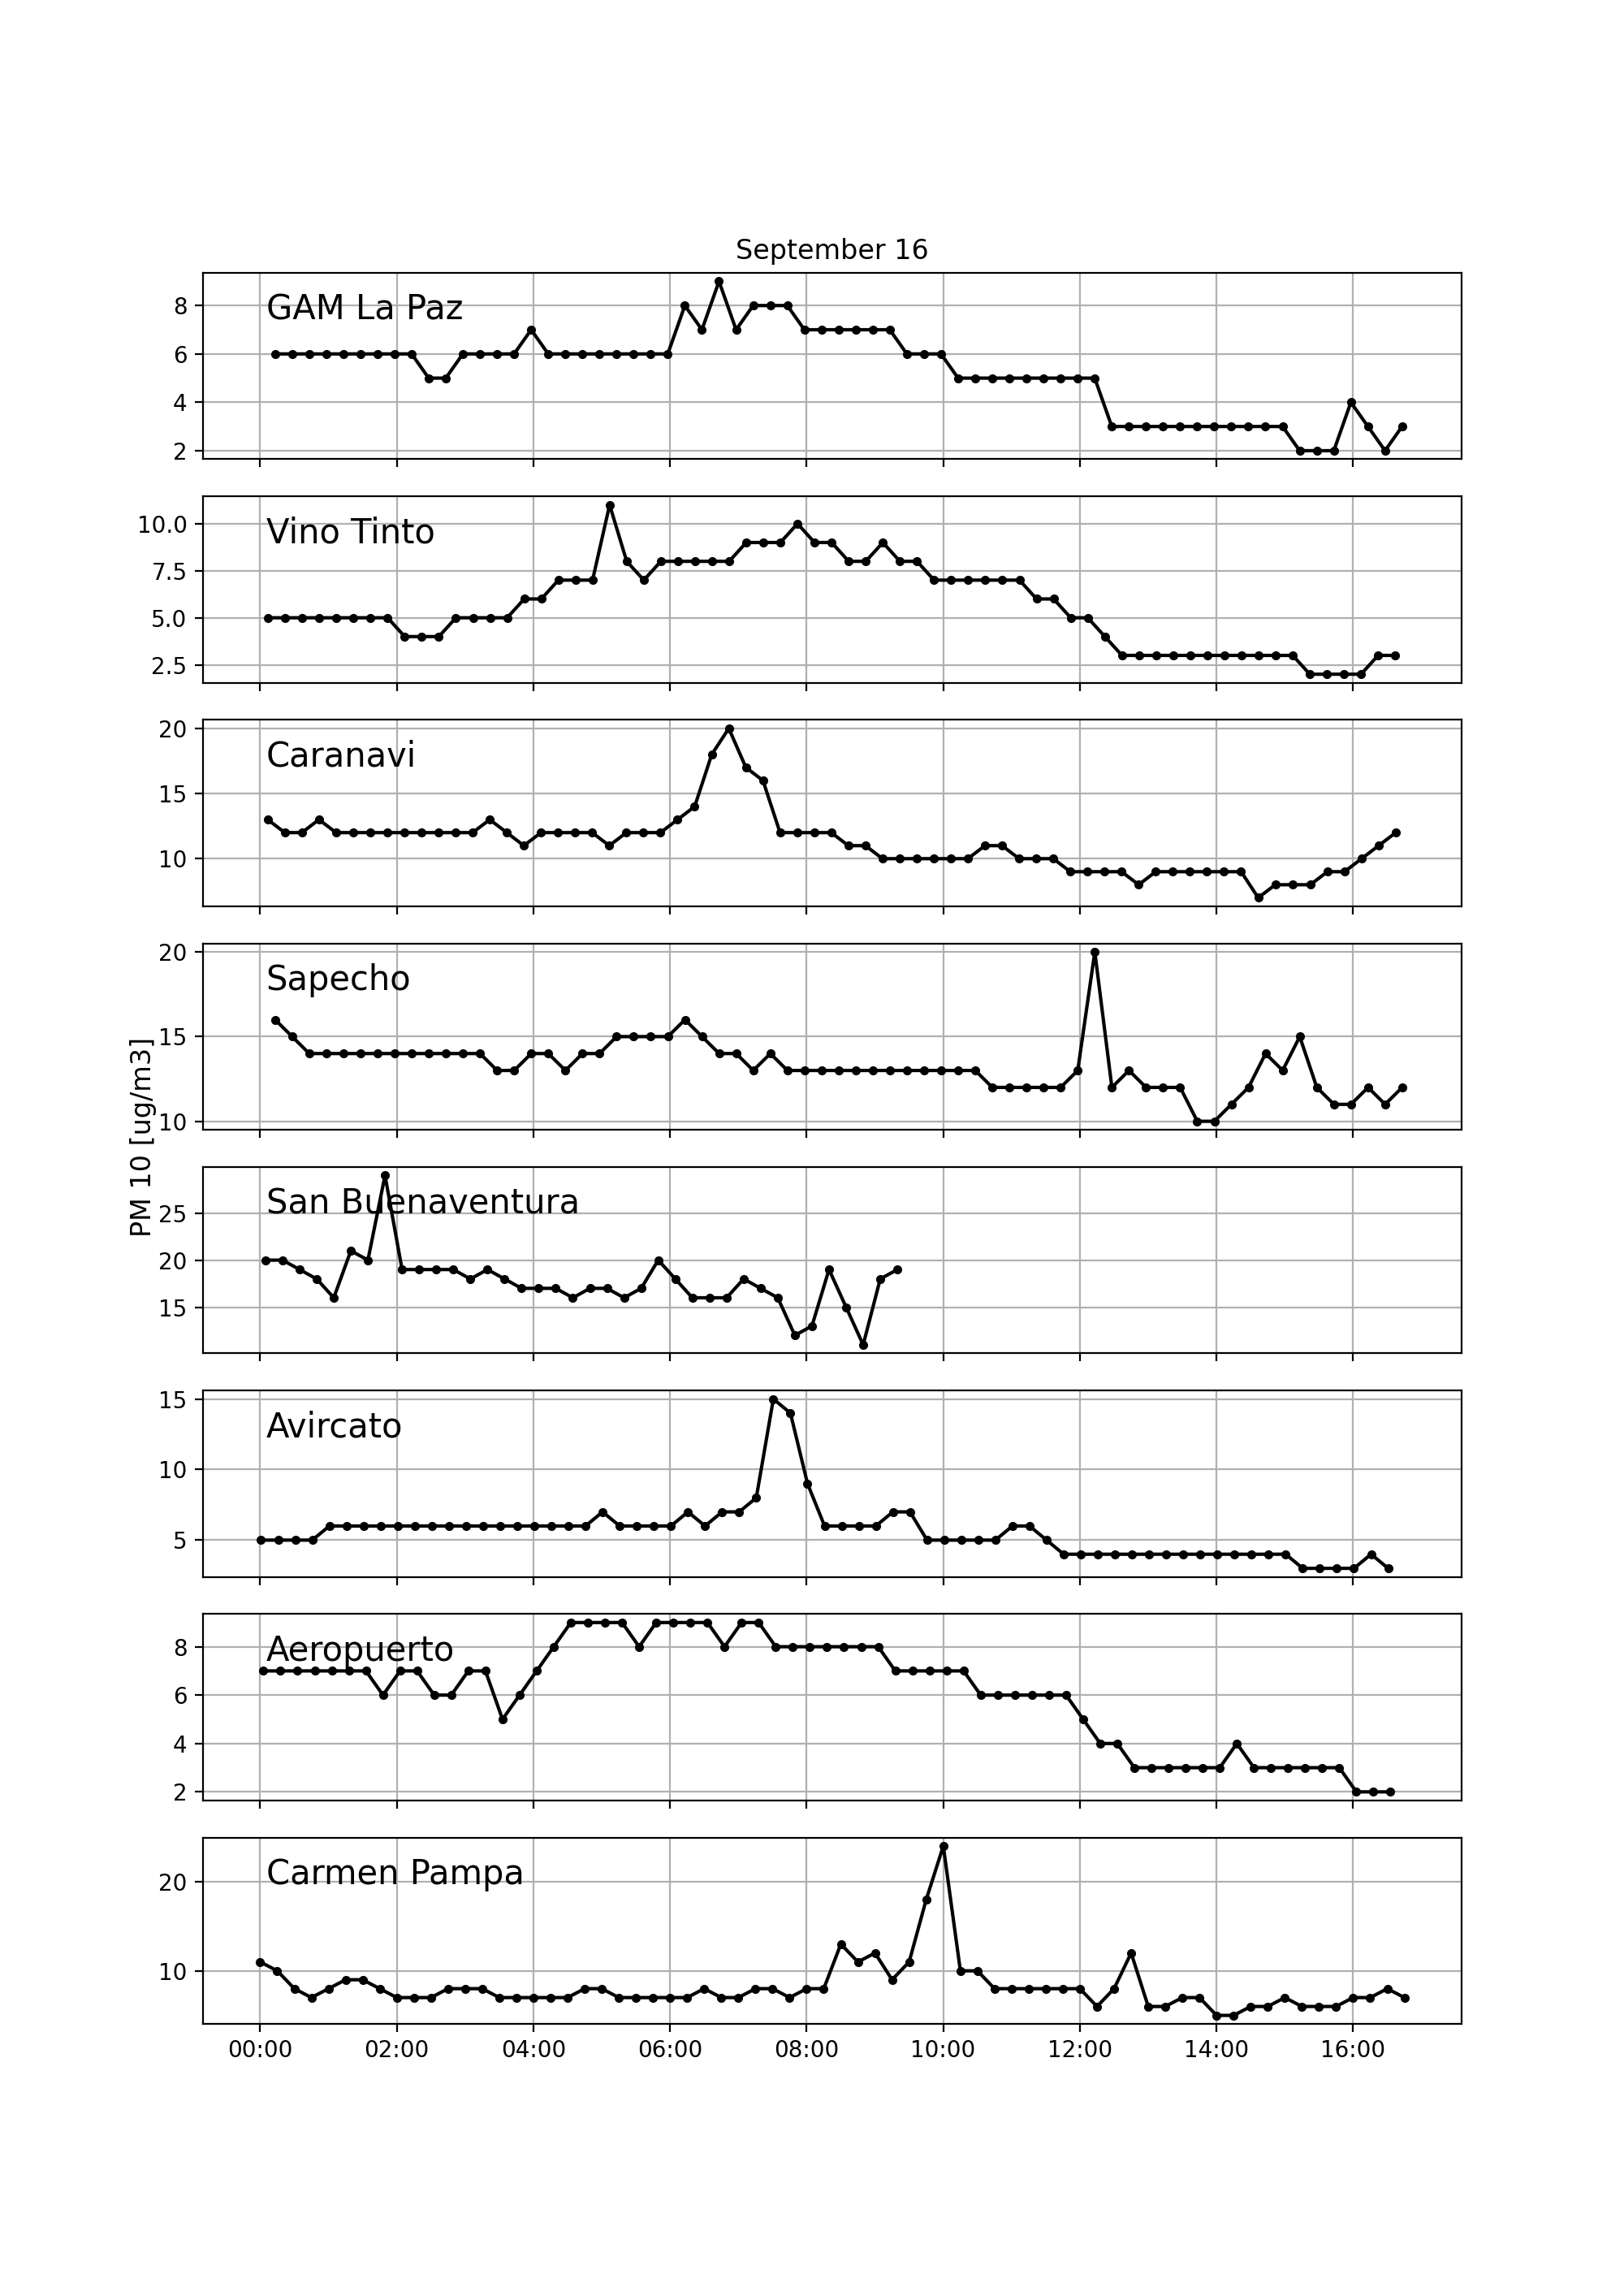 September 16
GAM La Paz
8
6
4
2
Vino Tinto
10.0
7.5
5.0
2.5
Caranavi
20
15
10
Sapecho
20
15
10
PM 10 [ug/m3]
San Buenaventura
25
20
15
Avircato
15
10
5
Aeropuerto
8
6
4
2
Carmen Pampa
20
10
00:00 02:00 04:00 06:00 08:00 10:00 12:00 14:00 16:00